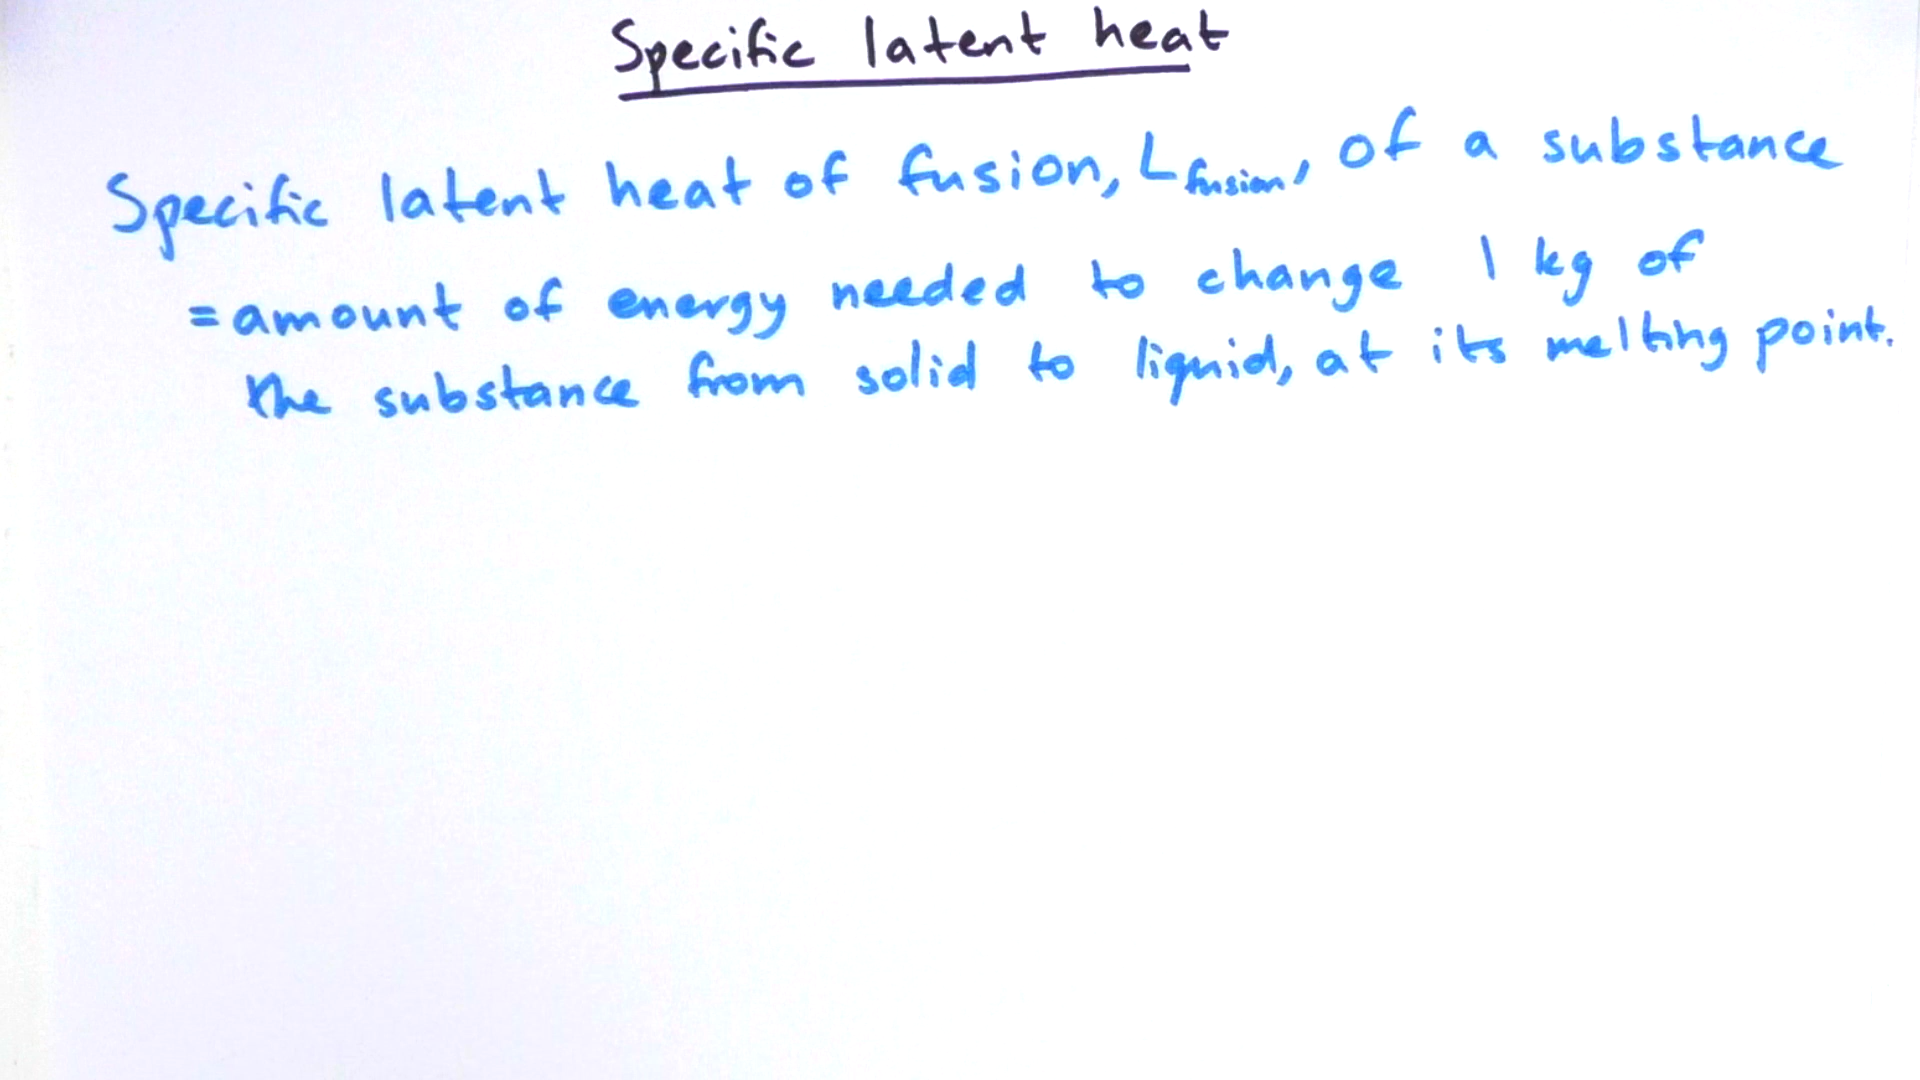 Specific latent heat
Specific latent heat of fusion, L fusion, of a substance
= amount of energy needed to change 1 kg of
the substance from solid to liquid, at its melting point.